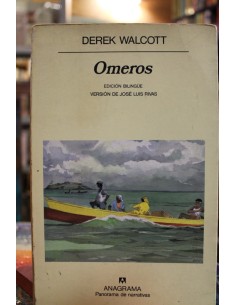 DEREK WALCOTT
Omeros
EDICIÓN BILINGÜE
VERSIÓN DE JOSÉ LUIS RIVAS
ANAGRAMA
Panorama de narrativas